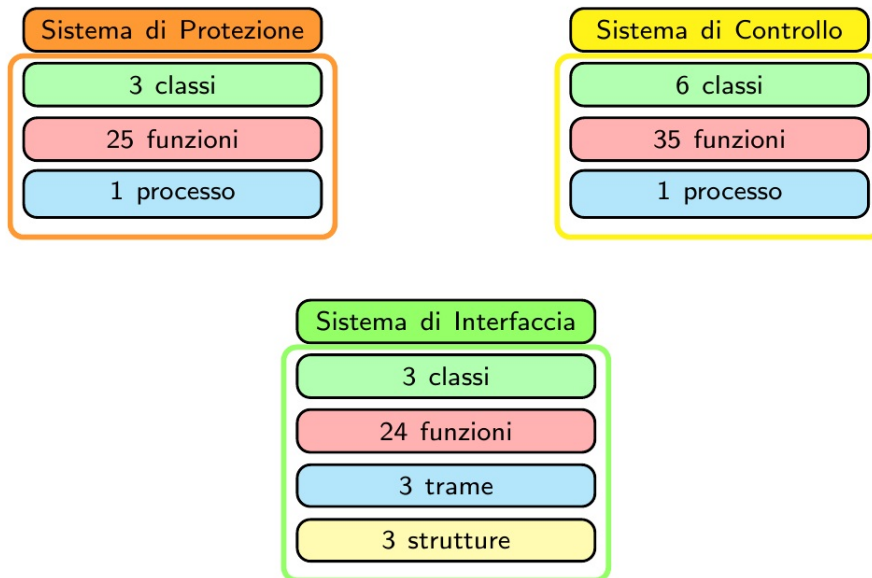 Sistema di Protezione
3 classi
25 funzioni
1 processo
Sistema di Controllo
6 classi
35 funzioni
1 processo
Sistema di Interfaccia
3 classi
24 funzioni
3 trame
3 strutture